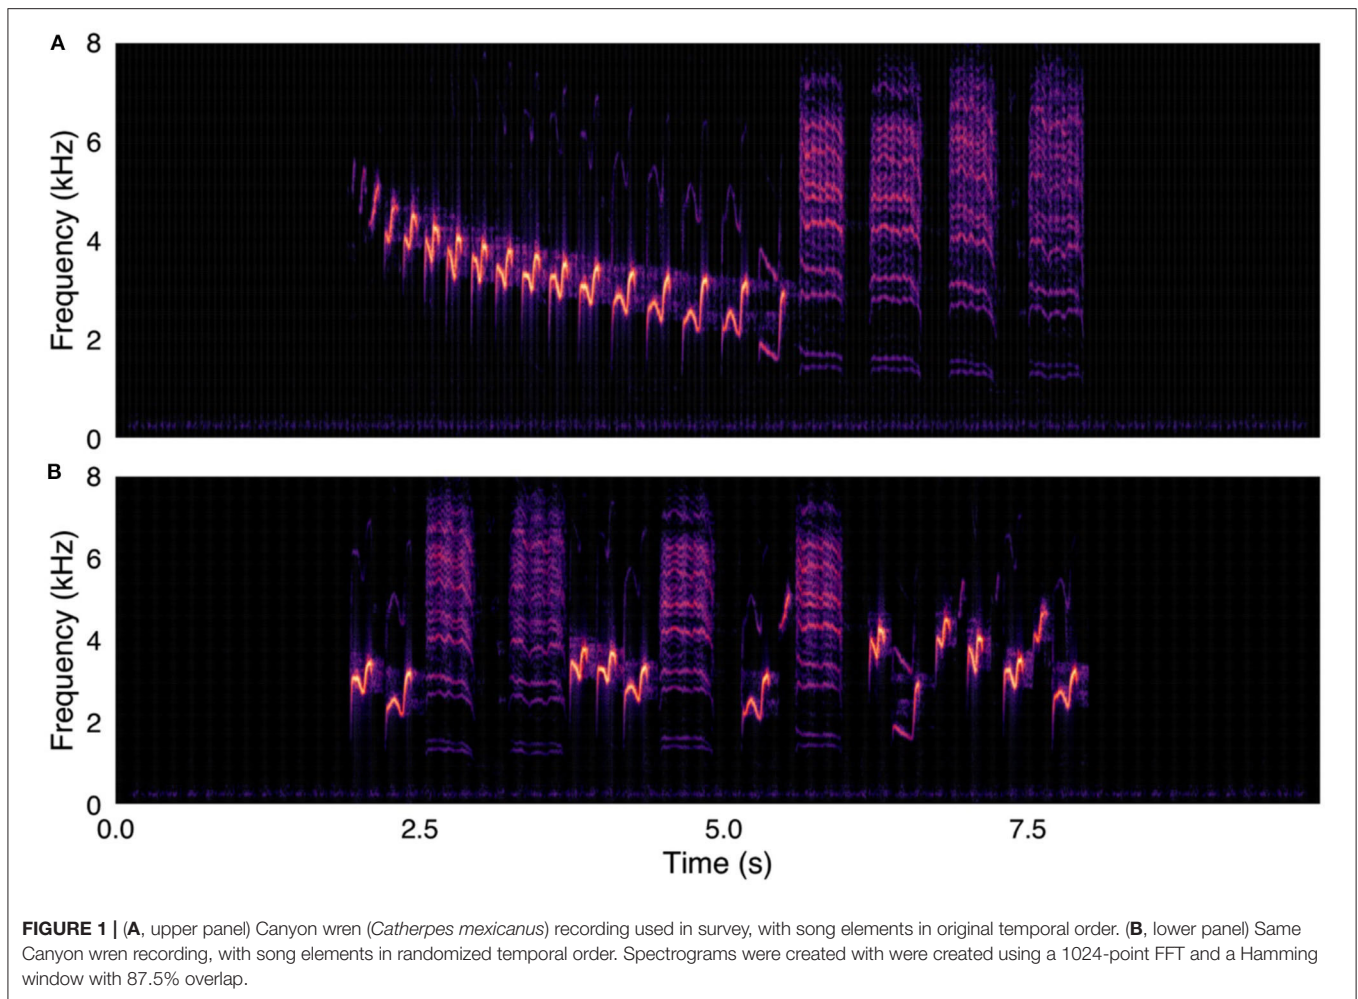 A
8
6
4
2
0
Frequency (kHz)
B
8
6
4
2
0
Frequency (kHz)
0.0 2.5 5.0 7.5
Time (s)
FIGURE 1 | (A, upper panel) Canyon wren (Catherpes mexicanus) recording used in survey, with song elements in original temporal order. (B, lower panel) Same
Canyon wren recording, with song elements in randomized temporal order. Spectrograms were created with were created using a 1024-point FFT and a Hamming
window with 87.5% overlap.